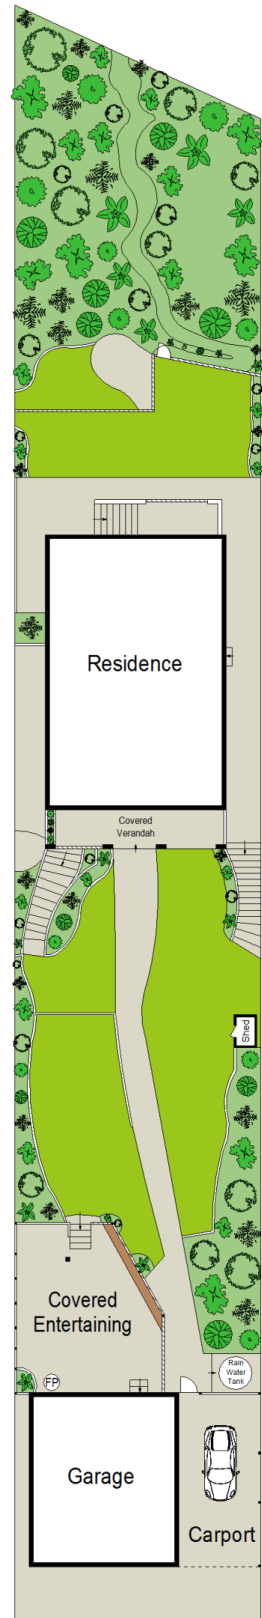 Residence
Covered
Verandah
Shed
Covered
Entertaining
Rain
Water
Tank
FP
Garage
Carport